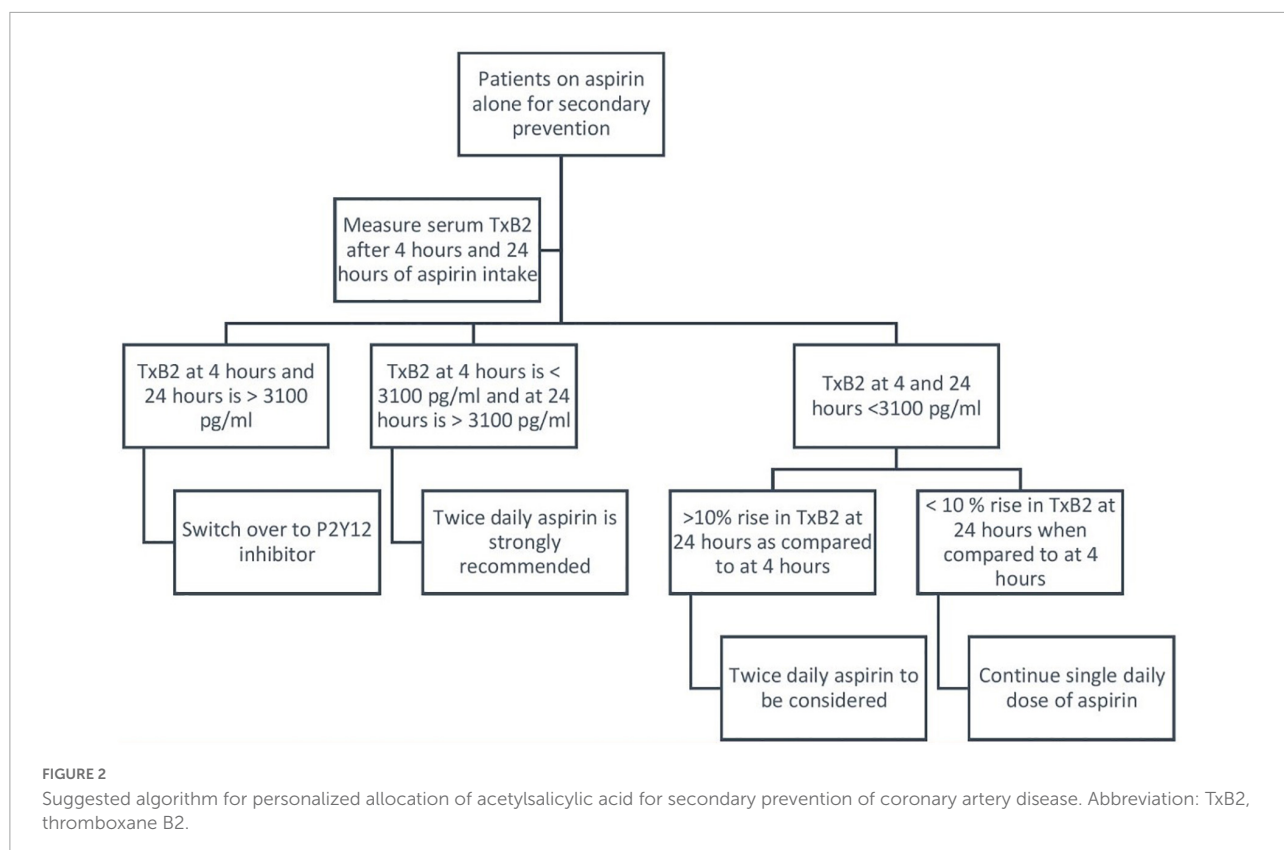 Patients on aspirin
alone for secondary
prevention
Measure serum TxB2
after 4 hours and 24
hours of aspirin intake
TxB2 at 4 hours and
24 hours is > 3100
pg/ml
TxB2 at 4 hours is <
3100 pg/ml and at 24
hours is > 3100 pg/ml
TxB2 at 4 and 24
hours <3100 pg/ml
Switch over to P2Y12
inhibitor
Twice daily aspirin is
strongly
recommended
>10% rise in TxB2 at
24 hours as compared
to at 4 hours
< 10 % rise in TxB2 at
24 hours when
compared to at 4
hours
Twice daily aspirin to
be considered
Continue single daily
dose of aspirin
FIGURE 2
Suggested algorithm for personalized allocation of acetylsalicylic acid for secondary prevention of coronary artery disease. Abbreviation: TxB2,
thromboxane B2.